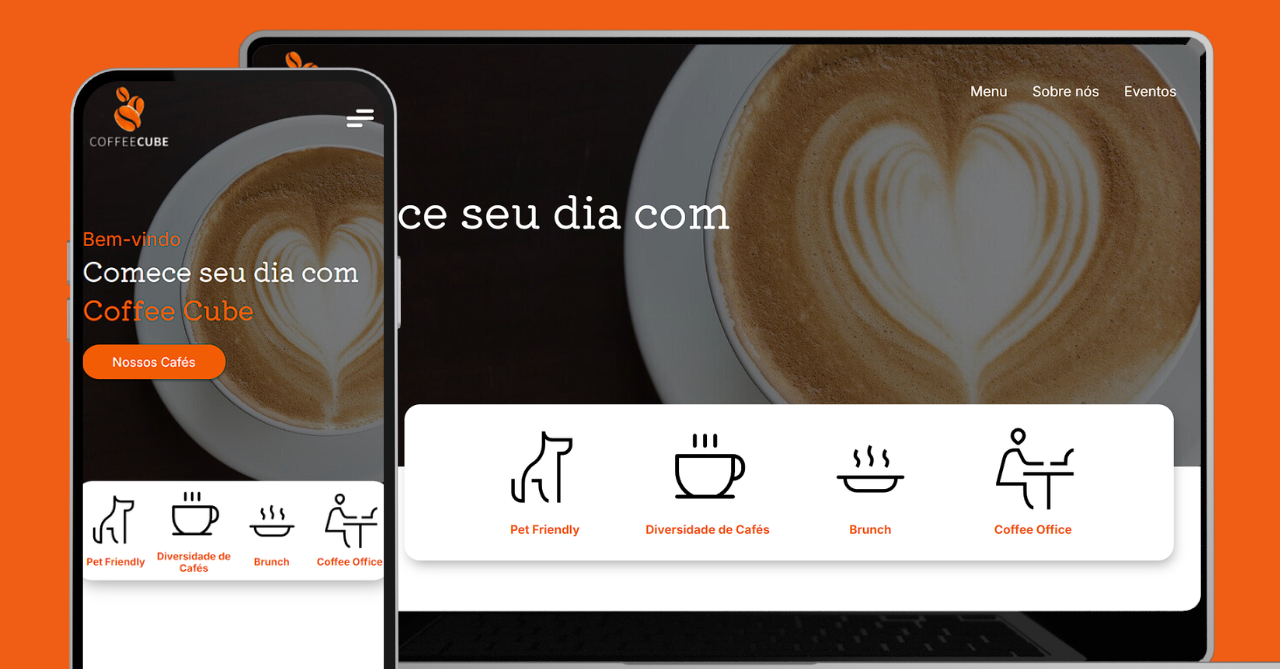 COFFEECUBE
Bem-vindo
Comece seu dia com
Coffee Cube
Nossos Cafés
Pet Friendly
Diversidade de
Cafés
Brunch
Coffee Office
Menu Sobre nós Eventos
ce seu dia com
Pet Friendly
Diversidade de Cafés
Brunch
Coffee Office